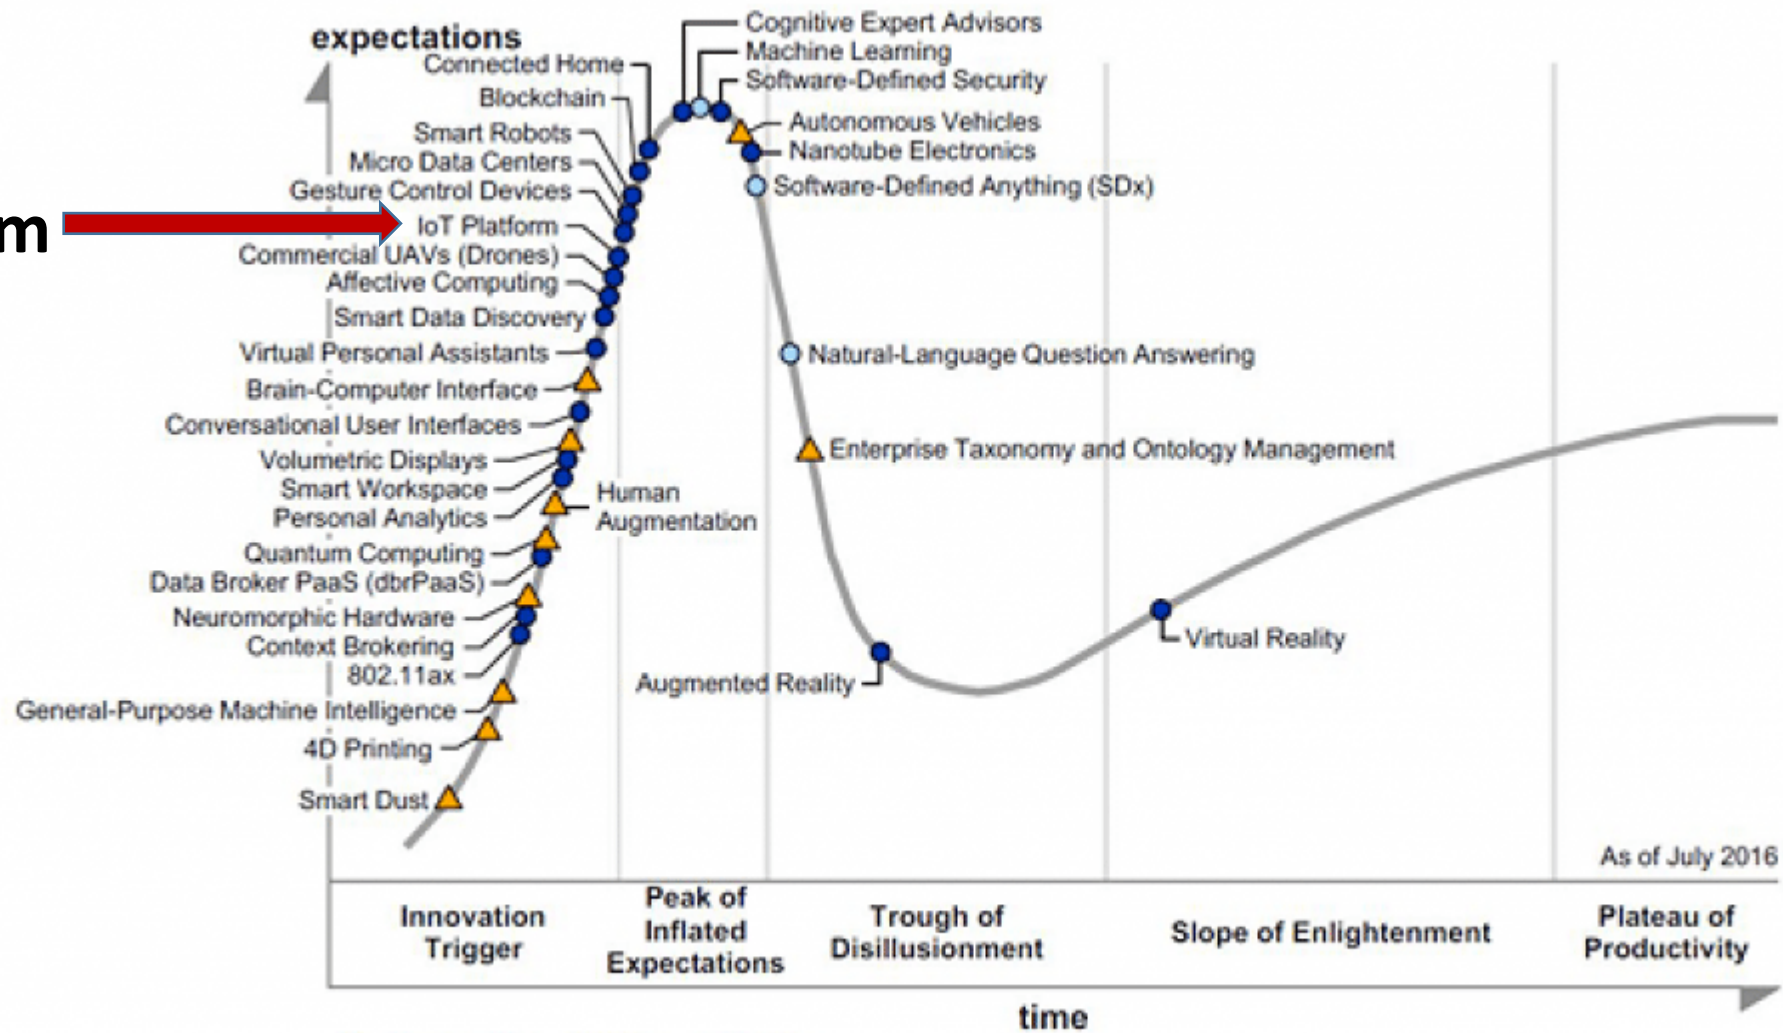 expectations
Cognitive Expert Advisors
Machine Learning
Software-Defined Security
Connected Home
Blockchain
Autonomous Vehicles
Smart Robots
Nanotube Electronics
Micro Data Centers
Software-Defined Anything (SDx)
Gesture Control Devices
m
IoT Platform
Commercial UAVs (Drones)
Affective Computing
Smart Data Discovery
Virtual Personal Assistants
Natural-Language Question Answering
Brain-Computer Interface
Conversational User Interfaces
Enterprise Taxonomy and Ontology Management
Volumetric Displays
Smart Workspace
Human
Augmentation
Personal Analytics
Quantum Computing
Data Broker PaaS (dbrPaaS)
Neuromorphic Hardware
Context Brokering
802.11ax
Virtual Reality
Augmented Reality
General-Purpose Machine Intelligence
4D Printing
Smart Dust
As of July 2016
Innovation
Trigger
Peak of
Inflated
Expectations
Trough of
Disillusionment
Slope of Enlightenment
Plateau of
Productivity
time